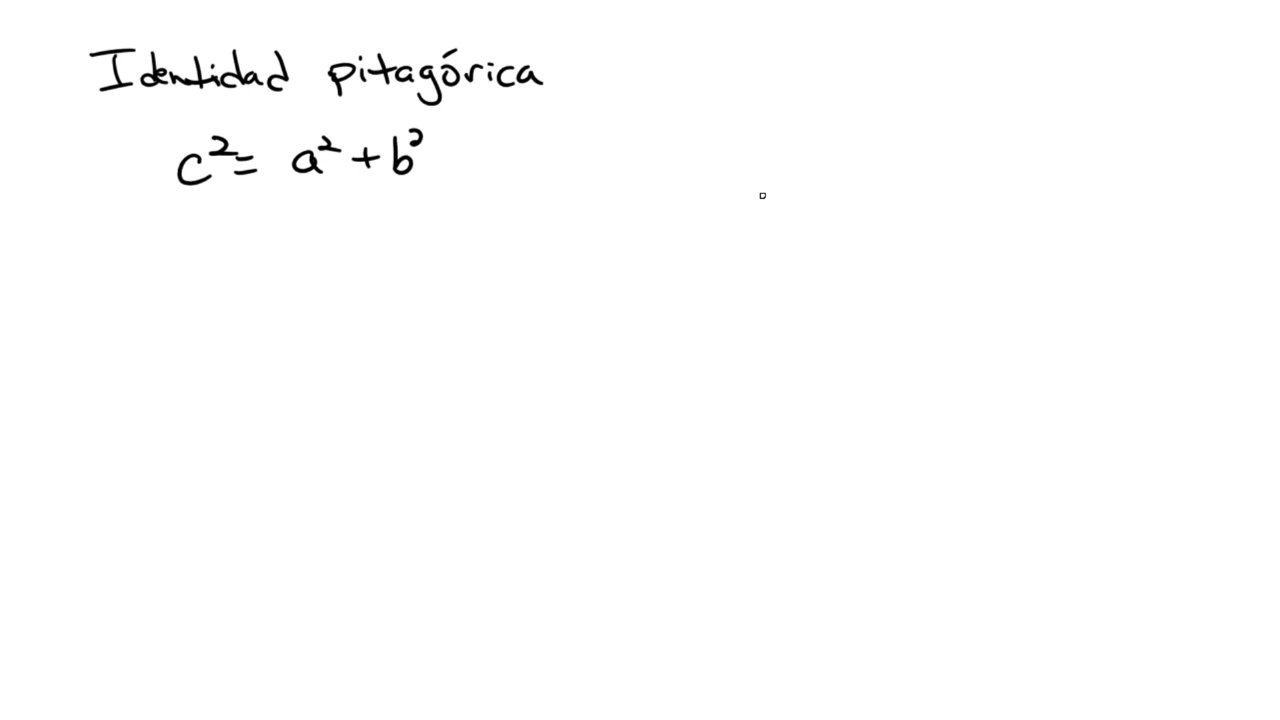 Identidad pitagórica
c² = a² + b²